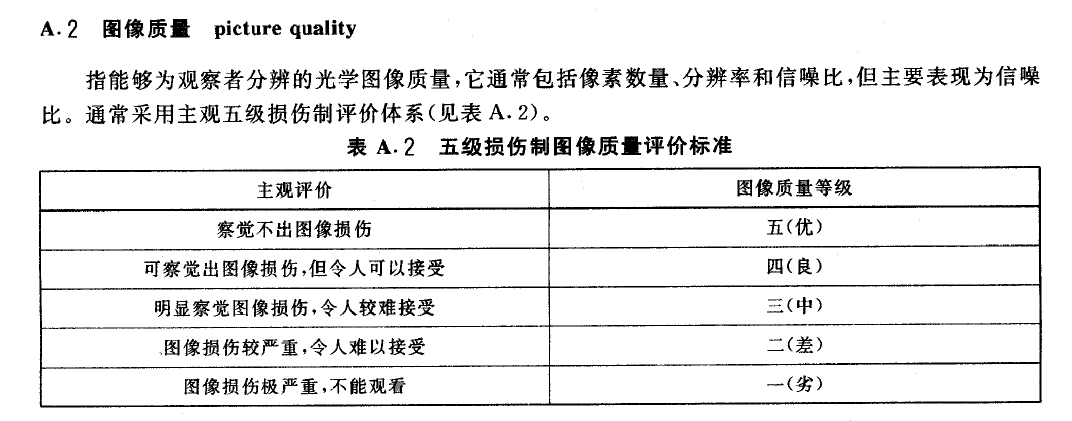 A.2 图像质量 picture quality
指能够为观察者分辨的光学图像质量,它通常包括像素数量、分辨率和信噪比,但主要表现为信噪
比。通常采用主观五级损伤制评价体系(见表 A.2)。
表 A.2 五级损伤制图像质量评价标准
主观评价 图像质量等级
察觉不出图像损伤 五(优)
可察觉出图像损伤,但令人可以接受 四(良)
明显察觉图像损伤,令人较难接受 三(中)
图像损伤较严重,令人难以接受 二(差)
图像损伤极严重,不能观看 一(劣)